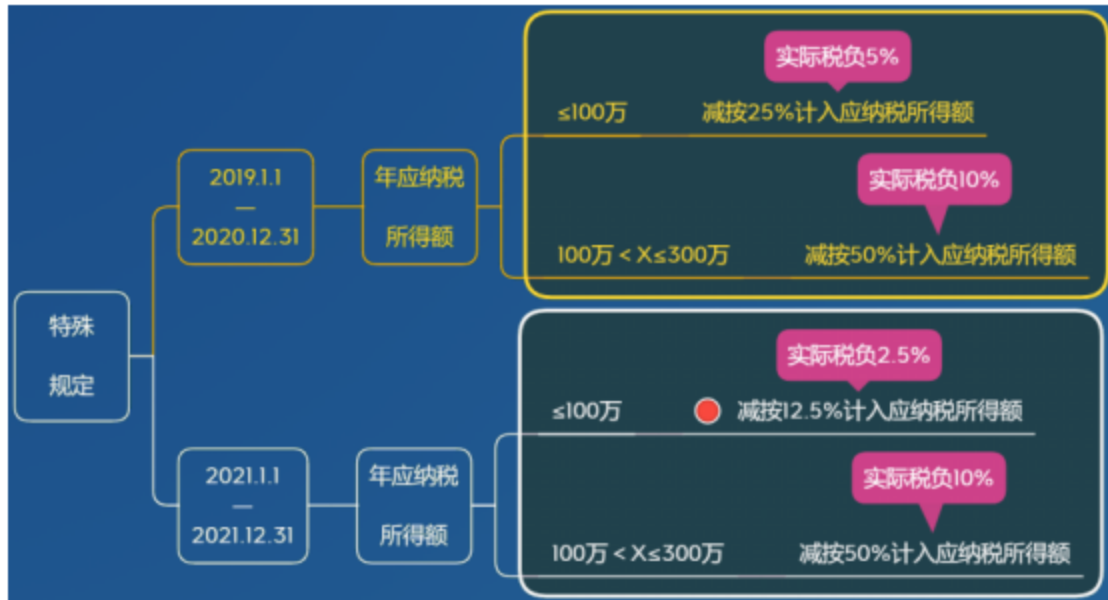 特殊
规定
2019.1.1
—
2020.12.31
年应纳税
所得额
实际税负5%
≤100万 减按25%计入应纳税所得额
实际税负10%
100万 < X≤300万 减按50%计入应纳税所得额
2021.1.1
—
2021.12.31
年应纳税
所得额
实际税负2.5%
≤100万 减按12.5%计入应纳税所得额
实际税负10%
100万 < X≤300万 减按50%计入应纳税所得额